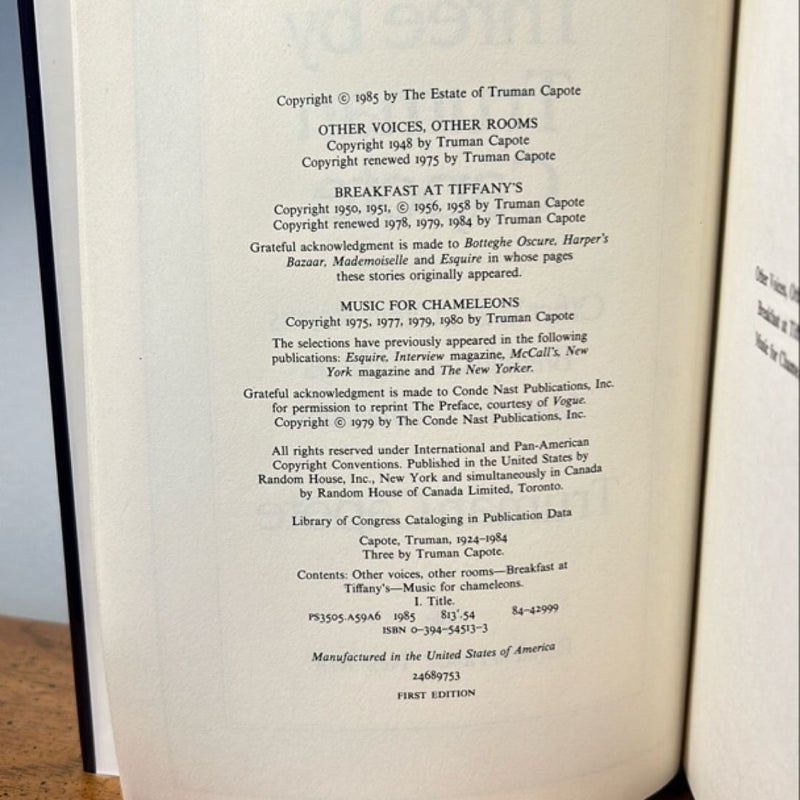 Three by
Copyright © 1985 by The Estate of Truman Capote
OTHER VOICES, OTHER ROOMS
Copyright 1948 by Truman Capote
Copyright renewed 1975 by Truman Capote
BREAKFAST AT TIFFANY'S
Copyright 1950, 1951, © 1956, 1958 by Truman Capote
Copyright renewed 1978, 1979, 1984 by Truman Capote
Grateful acknowledgment is made to Botteghe Oscure, Harper's
Bazaar, Mademoiselle and Esquire in whose pages
these stories originally appeared.
MUSIC FOR CHAMELEONS
Copyright 1975, 1977, 1979, 1980 by Truman Capote
The selections have previously appeared in the following
publications: Esquire, Interview magazine, McCall's, New
York magazine and The New Yorker.
Grateful acknowledgment is made to Conde Nast Publications, Inc.
for permission to reprint The Preface, courtesy of Vogue.
Copyright © 1979 by The Conde Nast Publications, Inc.
All rights reserved under International and Pan-American
Copyright Conventions. Published in the United States by
Random House, Inc., New York and simultaneously in Canada
by Random House of Canada Limited, Toronto.
Library of Congress Cataloging in Publication Data
Capote, Truman, 1924–1984
Three by Truman Capote.
Contents: Other voices, other rooms—Breakfast at
Tiffany's—Music for chameleons.
I. Title.
PS3505.A59A6 1985 813'.54 84-42999
ISBN 0-394-54513-3
Manufactured in the United States of America
24689753
FIRST EDITION
Other Voices,
Breakfast at
Music for